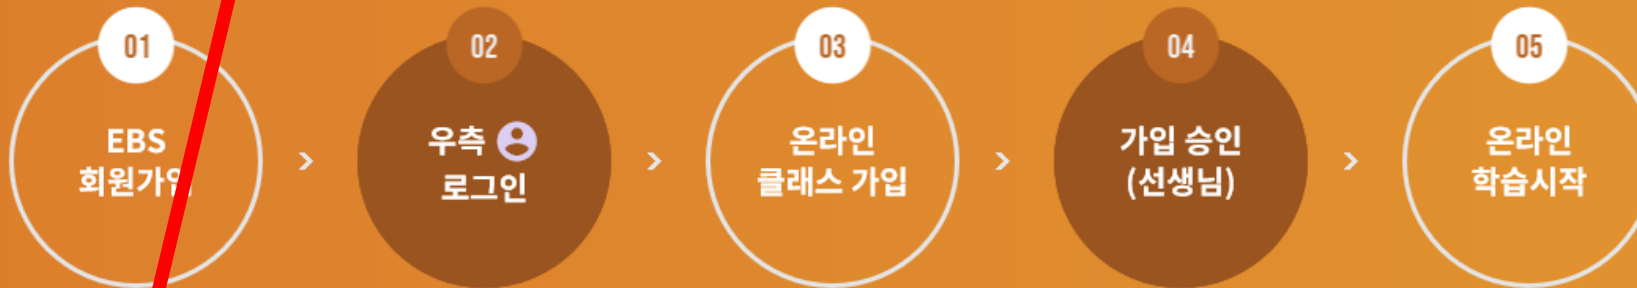 01
EBS
회원가입
02
우측
로그인
03
온라인
클래스 가입
04
가입 승인
(선생님)
05
온라인
학습시작